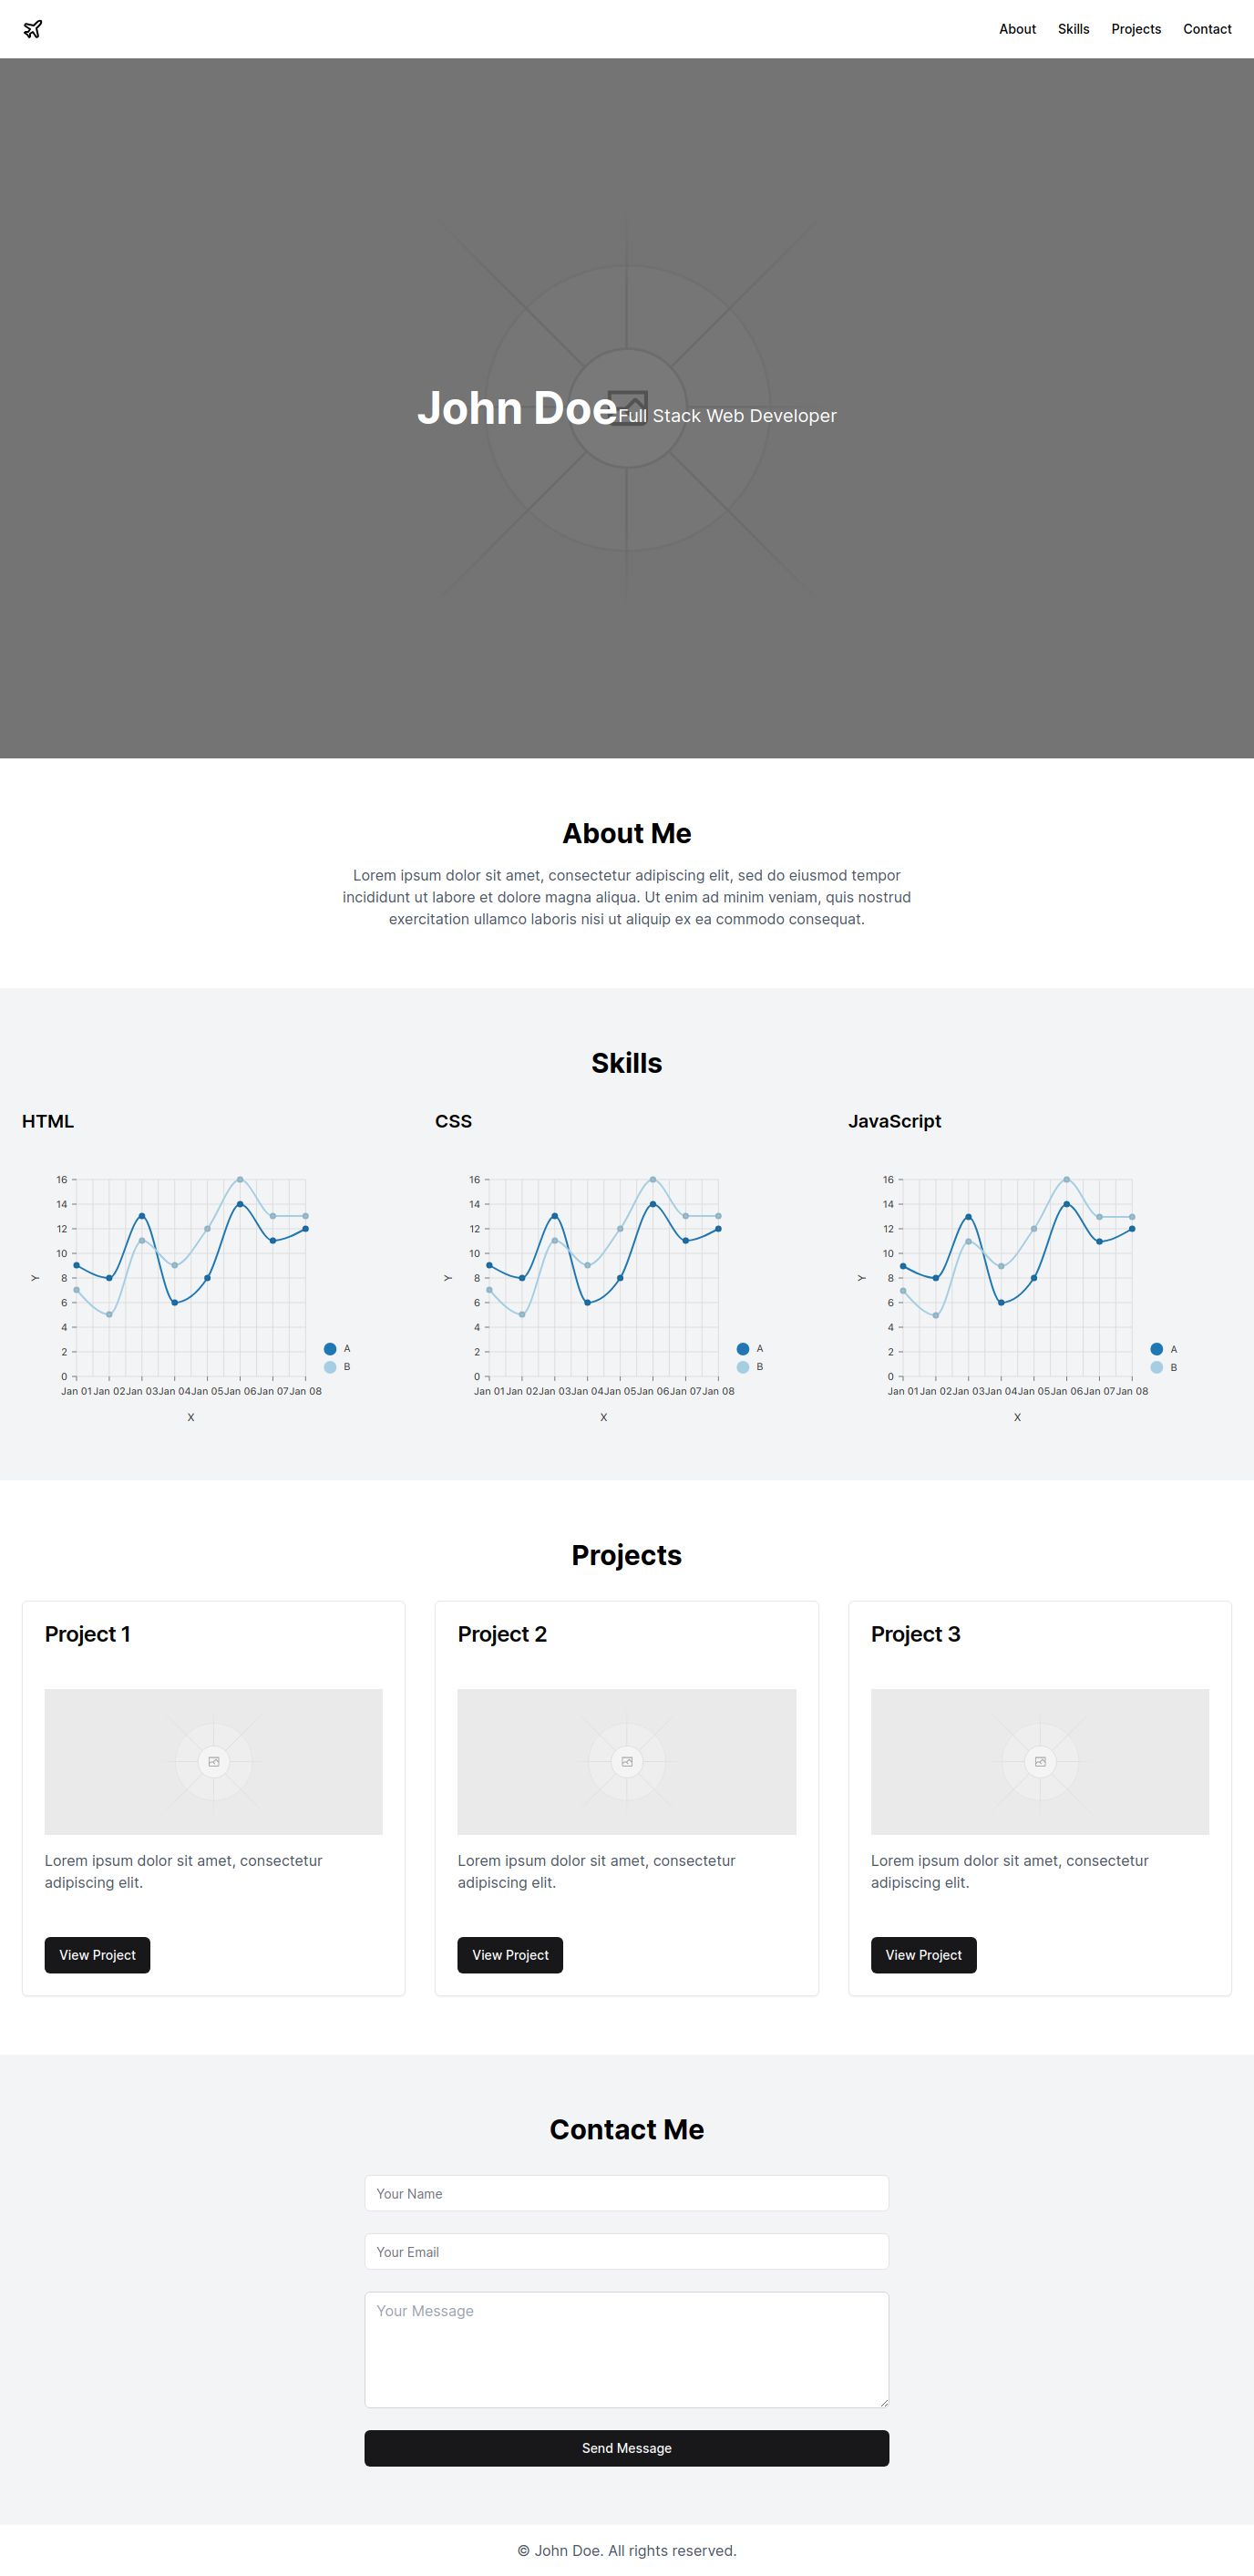 About Skills Projects Contact
John Doe Full Stack Web Developer
About Me
Lorem ipsum dolor sit amet, consectetur adipiscing elit, sed do eiusmod tempor
incididunt ut labore et dolore magna aliqua. Ut enim ad minim veniam, quis nostrud
exercitation ullamco laboris nisi ut aliquip ex ea commodo consequat.
Skills
HTML
16
14
12
10
8
6
4
2
0
Y
Jan 01 Jan 02 Jan 03 Jan 04 Jan 05 Jan 06 Jan 07 Jan 08
X
A
B
CSS
16
14
12
10
8
6
4
2
0
Y
Jan 01 Jan 02 Jan 03 Jan 04 Jan 05 Jan 06 Jan 07 Jan 08
X
A
B
JavaScript
16
14
12
10
8
6
4
2
0
Y
Jan 01 Jan 02 Jan 03 Jan 04 Jan 05 Jan 06 Jan 07 Jan 08
X
A
B
Projects
Project 1
Lorem ipsum dolor sit amet, consectetur
adipiscing elit.
View Project
Project 2
Lorem ipsum dolor sit amet, consectetur
adipiscing elit.
View Project
Project 3
Lorem ipsum dolor sit amet, consectetur
adipiscing elit.
View Project
Contact Me
Your Name
Your Email
Your Message
Send Message
© John Doe. All rights reserved.